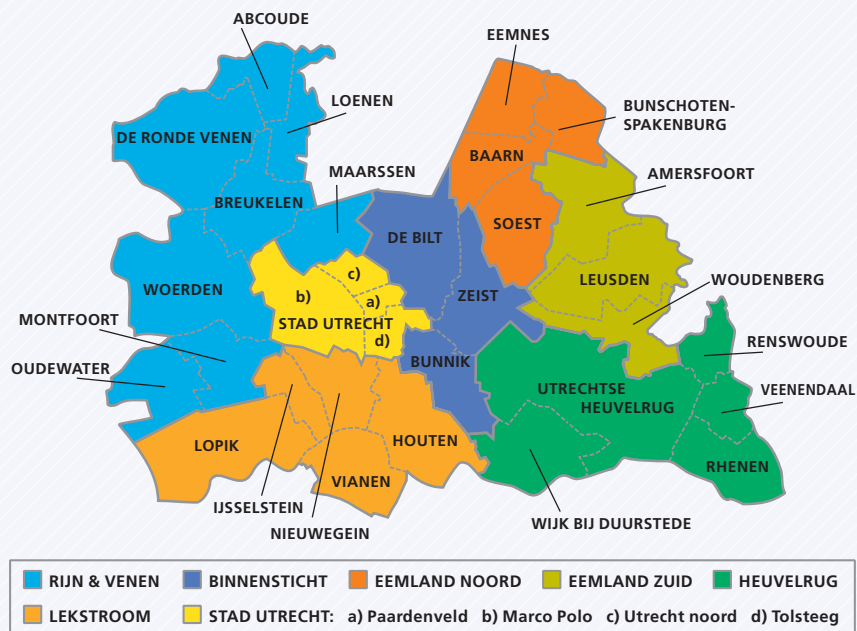 ABCOUDE
EEMNES
LOENEN
BUNSCHOTEN-
SPAKENBURG
DE RONDE VENEN
BAARN
MAARSSEN
AMERSFOORT
BREUKELEN
SOEST
DE BILT
c)
LEUSDEN
WOUDENBERG
WOERDEN
b)
a)
ZEIST
MONTFOORT
STAD UTRECHT
d)
RENSWOUDE
OUDEWATER
BUNNIK
UTRECHTSE
HEUVELRUG
VEENENDAAL
LOPIK
HOUTEN
RHENEN
VIANEN
IJSSELSTEIN
NIEUWEGEIN
WIJK BIJ DUURSTEDE
RIJN & VENEN BINNENSTICHT EEMLAND NOORD EEMLAND ZUID HEUVELRUG
LEKSTROOM STAD UTRECHT: a) Paardenveld b) Marco Polo c) Utrecht noord d) Tolsteeg